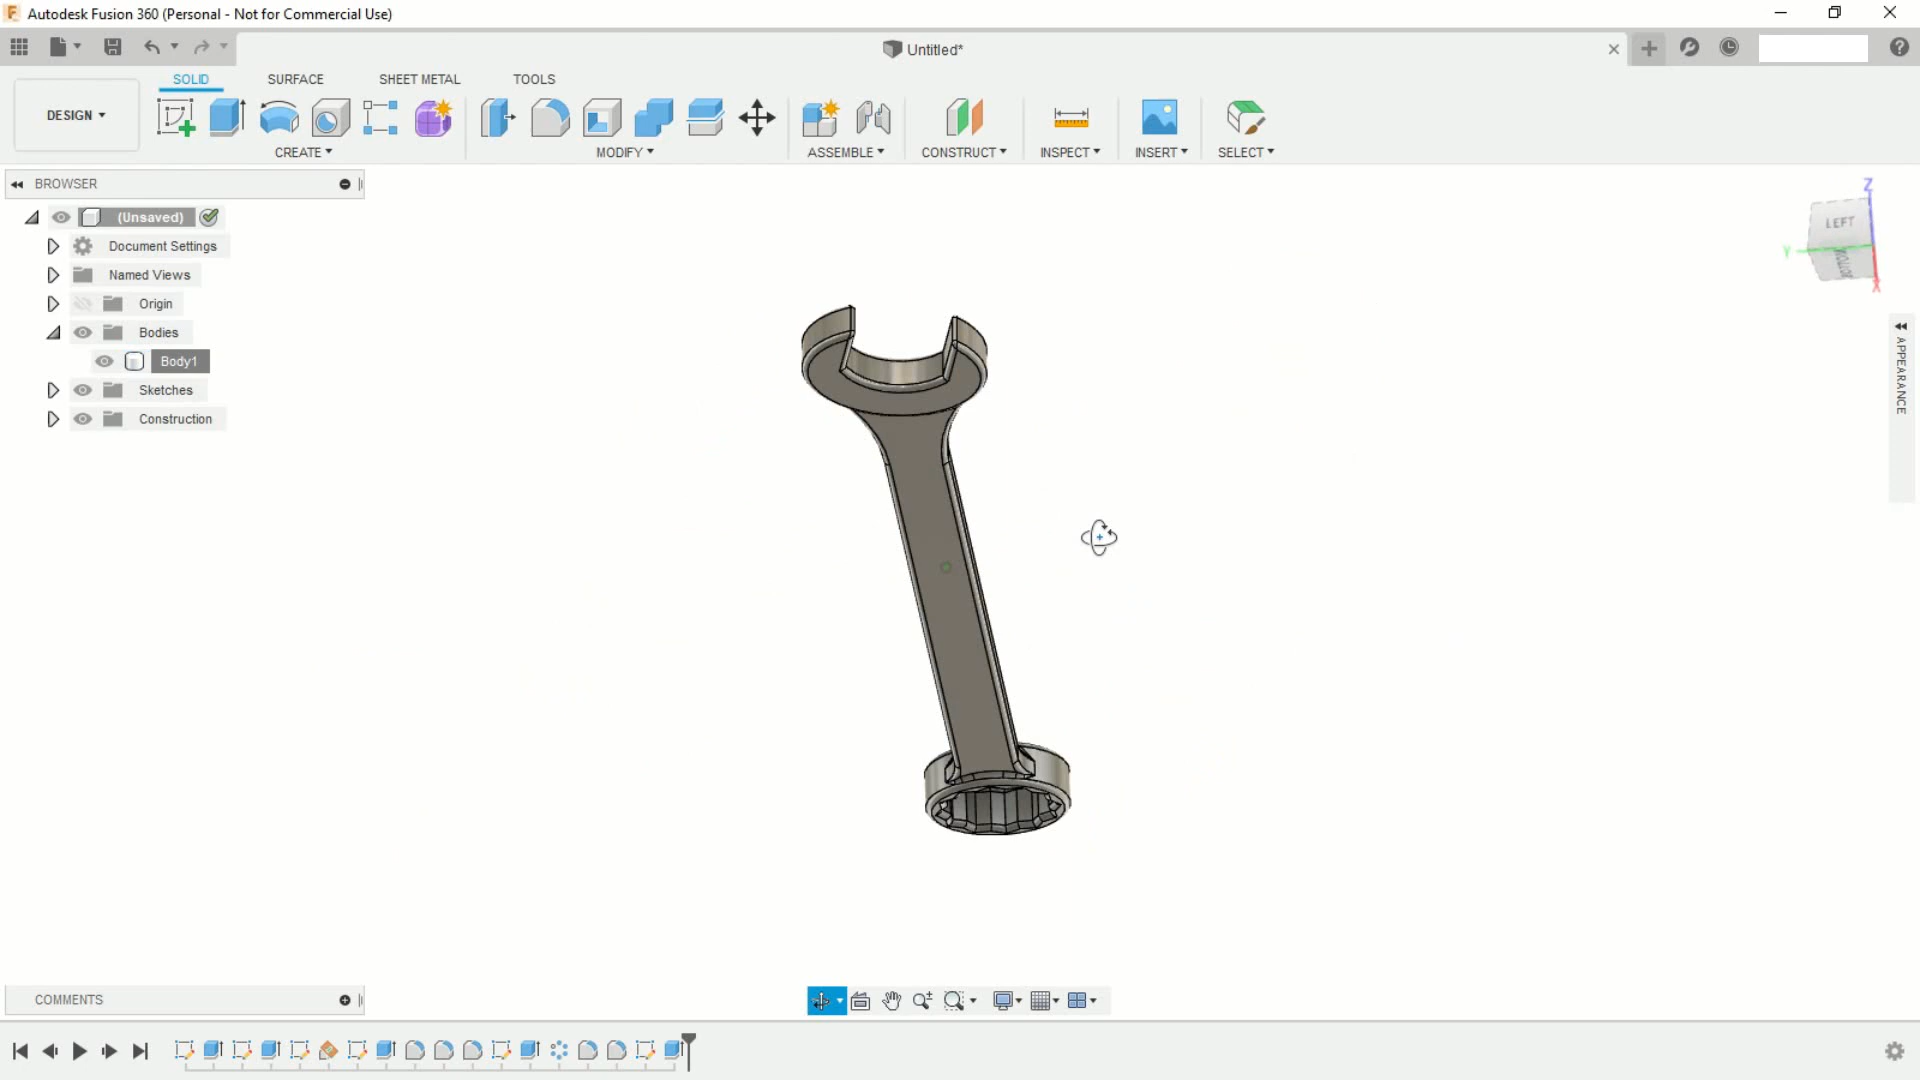 Autodesk Fusion 360 (Personal - Not for Commercial Use)
Untitled*
SOLID SURFACE SHEET METAL TOOLS
DESIGN
CREATE MODIFY ASSEMBLE CONSTRUCT INSPECT INSERT SELECT
BROWSER
(Unsaved)
Document Settings
Named Views
Origin
Bodies
Body1
Sketches
Construction
Z
LEFT
Y
BOTTOM
X
APPEARANCE
COMMENTS